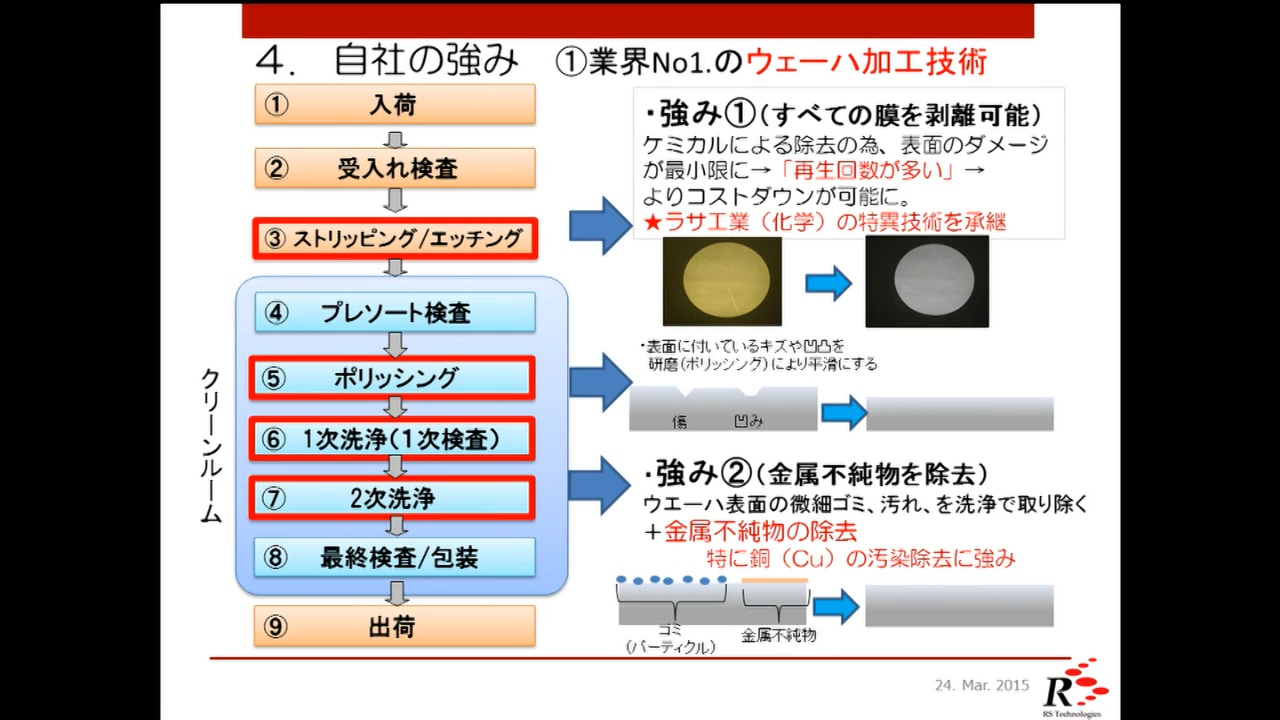 4. 自社の強み ①業界No1.のウェーハ加工技術
① 入荷
② 受入れ検査
③ ストリッピング/エッチング
④ プレソート検査
⑤ ポリッシング
⑥ 1次洗浄(1次検査)
⑦ 2次洗浄
⑧ 最終検査/包装
⑨ 出荷
クリーンルーム
・強み①(すべての膜を剥離可能)
ケミカルによる除去の為、表面のダメージ
が最小限に→「再生回数が多い」→
よりコストダウンが可能に。
★ラサ工業(化学)の特異技術を承継
・表面に付いているキズや凹凸を
研磨(ポリッシング)により平滑にする
傷 凹み
・強み②(金属不純物を除去)
ウエーハ表面の微細ゴミ、汚れ、を洗浄で取り除く
+金属不純物の除去
特に銅(Cu)の汚染除去に強み
ゴミ
(パーティクル)
金属不純物
24. Mar. 2015
R
RS Technologies